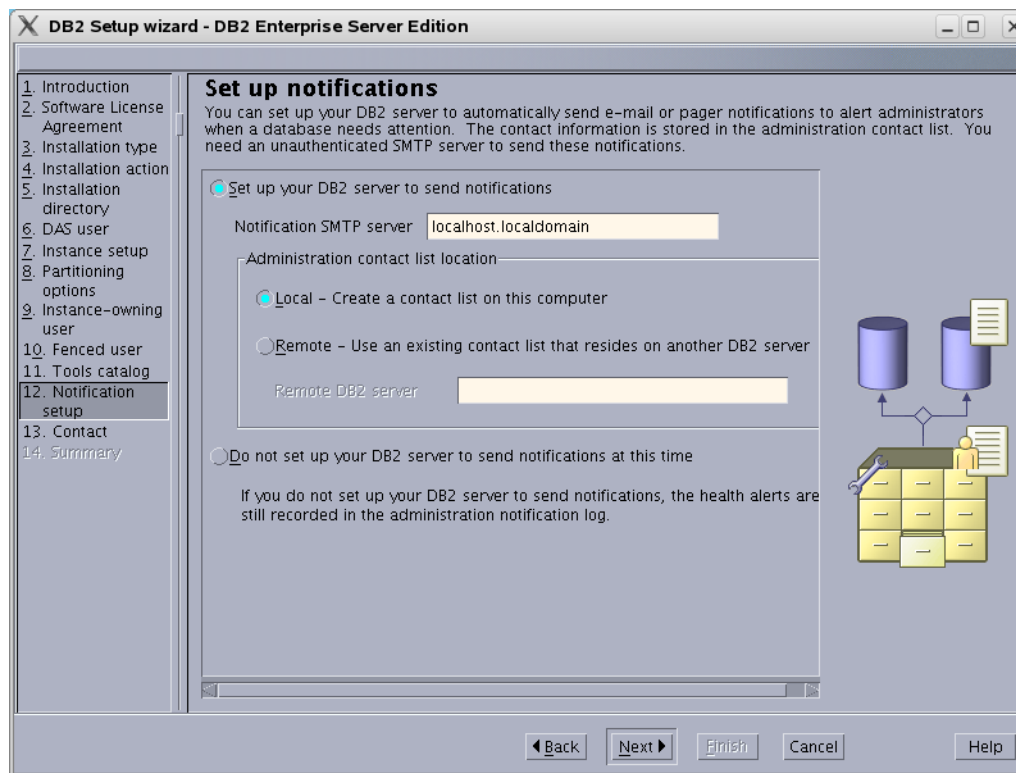 DB2 Setup wizard - DB2 Enterprise Server Edition
1. Introduction
2. Software License
Agreement
3. Installation type
4. Installation action
5. Installation
directory
6. DAS user
7. Instance setup
8. Partitioning
options
9. Instance-owning
user
10. Fenced user
11. Tools catalog
12. Notification
setup
13. Contact
14. Summary
Set up notifications
You can set up your DB2 server to automatically send e-mail or pager notifications to alert administrators
when a database needs attention. The contact information is stored in the administration contact list. You
need an unauthenticated SMTP server to send these notifications.
Set up your DB2 server to send notifications
Notification SMTP server localhost.localdomain
Administration contact list location
Local - Create a contact list on this computer
Remote - Use an existing contact list that resides on another DB2 server
Remote DB2 server
Do not set up your DB2 server to send notifications at this time
If you do not set up your DB2 server to send notifications, the health alerts are
still recorded in the administration notification log.
Back Next Finish Cancel Help